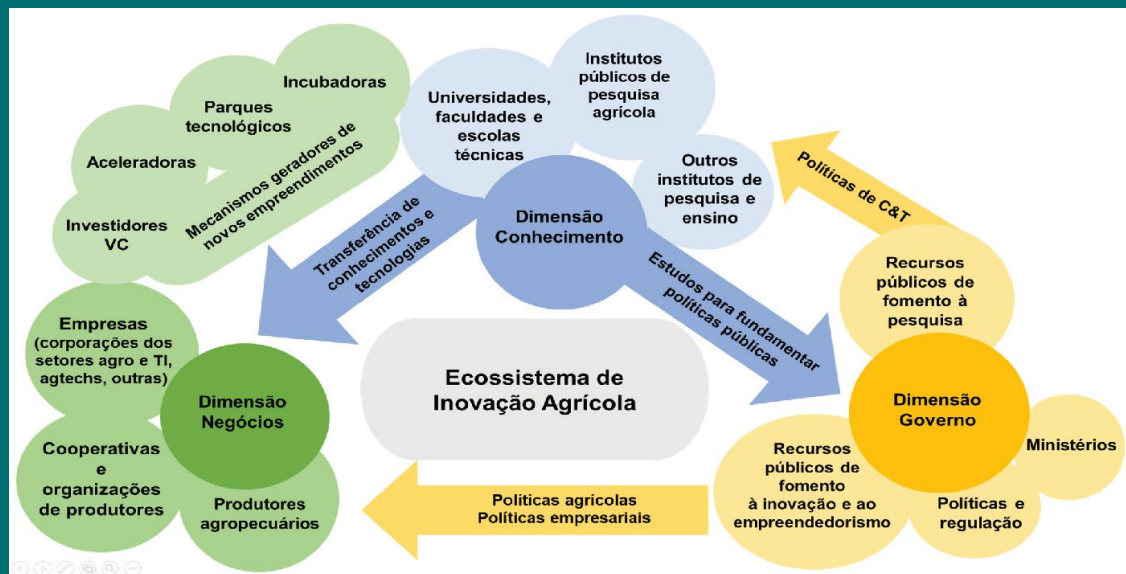 Incubadoras
Parques
tecnológicos
Aceleradoras
Investidores
VC
Mecanismos geradores de
novos empreendimentos
Universidades,
faculdades e
escolas
técnicas
Institutos
públicos de
pesquisa
agrícola
Outros
institutos de
pesquisa e
ensino
Dimensão
Conhecimento
Transferência de
conhecimentos e
tecnologias
Estudos para fundamentar
políticas públicas
Políticas de C&T
Recursos
públicos de
fomento à
pesquisa
Empresas
(corporações dos
setores agro e TI,
agtechs, outras)
Dimensão
Negócios
Cooperativas
e
organizações
de produtores
Produtores
agropecuários
Ecossistema de
Inovação Agrícola
Dimensão
Governo
Ministérios
Recursos
públicos de
fomento
à inovação e ao
empreendedorismo
Políticas e
regulação
Políticas agrícolas
Políticas empresariais